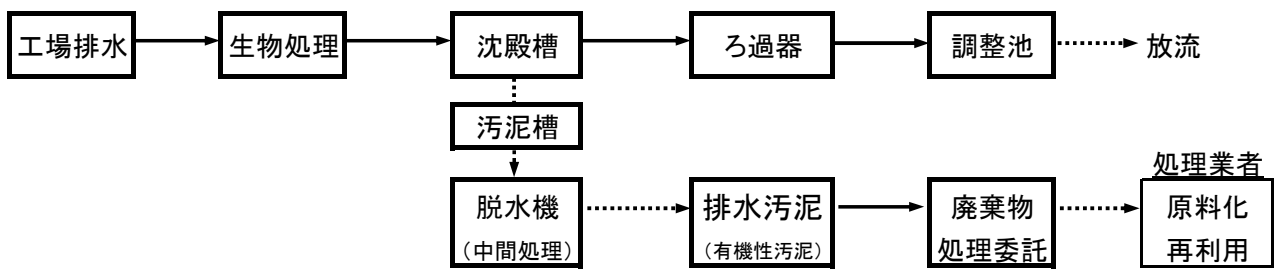 工場排水
生物処理
沈殿槽
ろ過器
調整池
放流
汚泥槽
脱水機
(中間処理)
排水汚泥
(有機性汚泥)
廃棄物
処理委託
処理業者
原料化
再利用